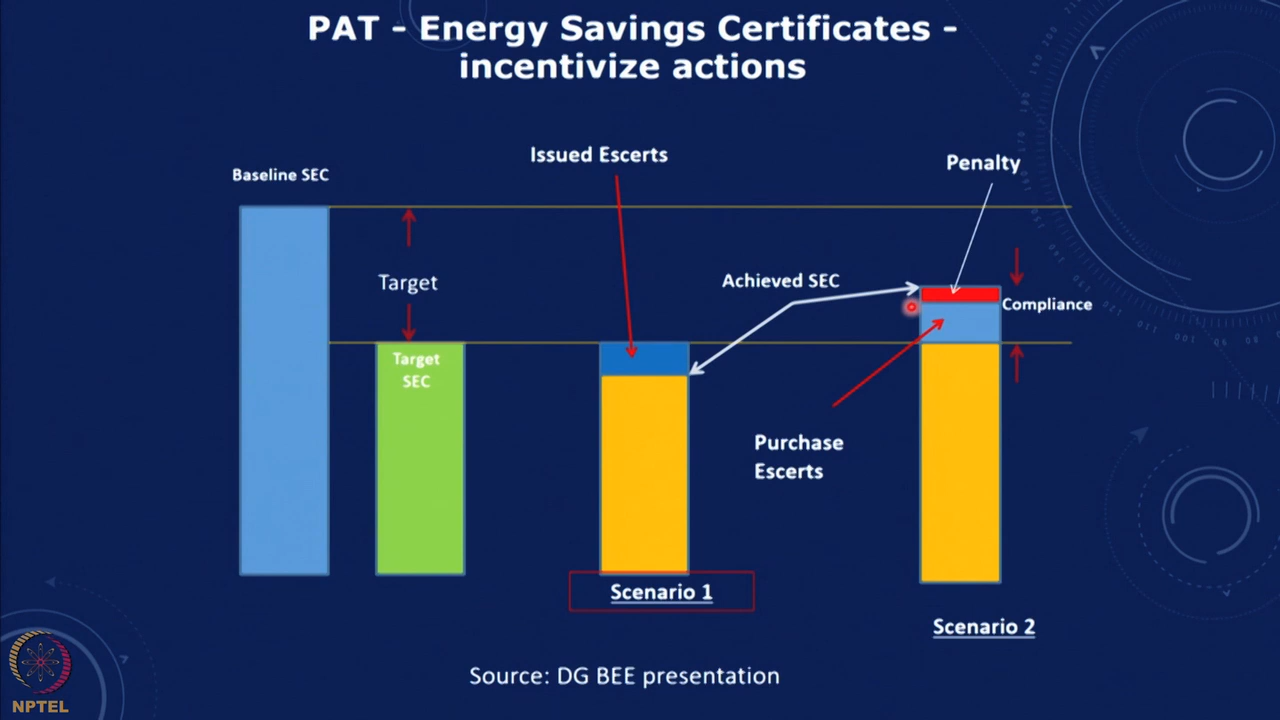 PAT - Energy Savings Certificates -
incentivize actions
Issued Escerts
Penalty
Baseline SEC
Target
Achieved SEC
Compliance
Target
SEC
Purchase
Escerts
Scenario 1
Scenario 2
Source: DG BEE presentation
NPTEL